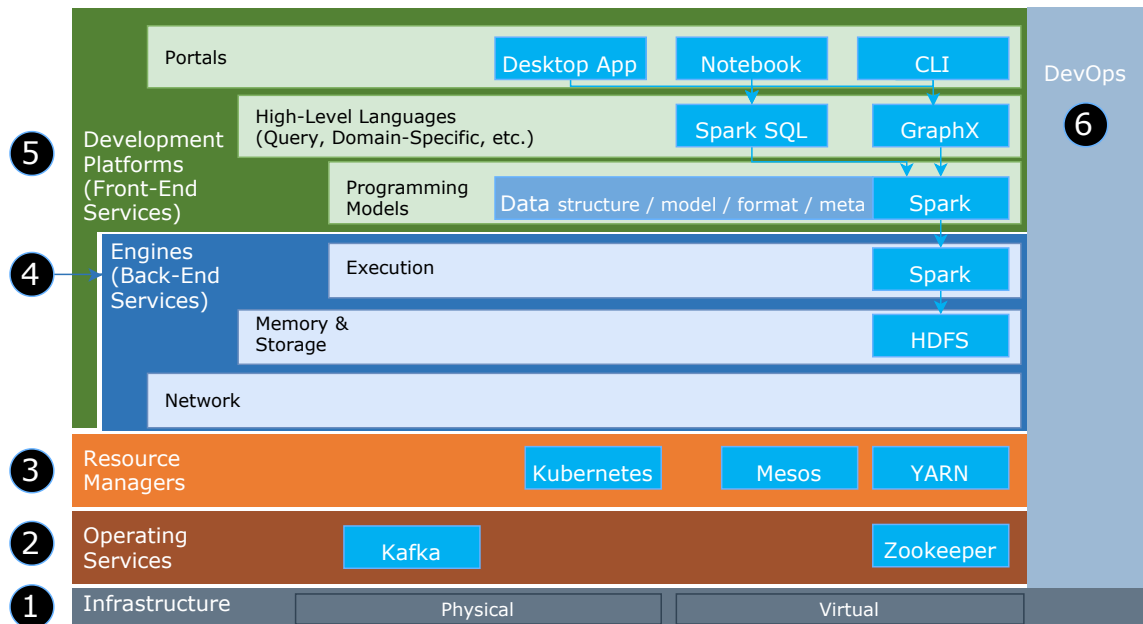 Portals
Desktop App
Notebook
CLI
DevOps
6
High-Level Languages
(Query, Domain-Specific, etc.)
Spark SQL
GraphX
5
Development
Platforms
(Front-End
Services)
Programming
Models
Data structure / model / format / meta
Spark
4
Engines
(Back-End
Services)
Execution
Spark
Memory &
Storage
HDFS
Network
3
Resource
Managers
Kubernetes
Mesos
YARN
2
Operating
Services
Kafka
Zookeeper
1
Infrastructure
Physical
Virtual